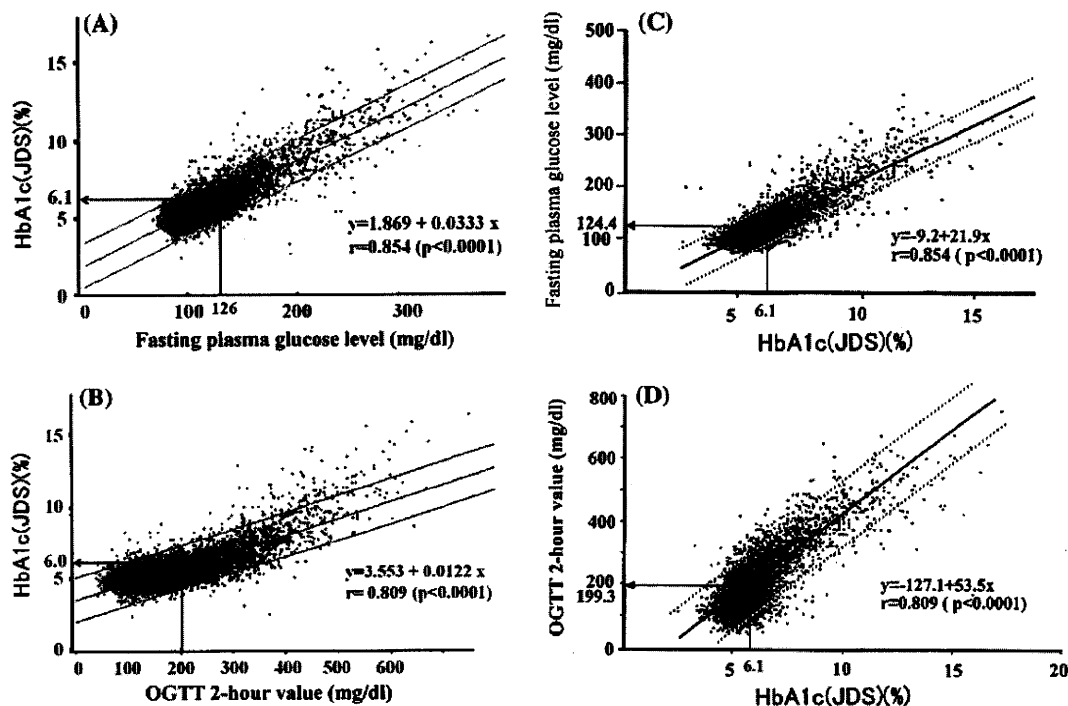 (A)
HbA1c(JDS)(%)
15
10
6.1
5
0
y=1.869 + 0.0333 x
r=0.854 (p<0.0001)
0 100 126 200 300
Fasting plasma glucose level (mg/dl)
(C)
Fasting plasma glucose level (mg/dl)
500
400
300
200
124.4
100
0
y=-9.2+21.9x
r=0.854 ( p<0.0001)
5 6.1 10 15
HbA1c(JDS)(%)
(B)
HbA1c(JDS)(%)
15
10
6.0
5
0
y=3.553 + 0.0122 x
r= 0.809 (p<0.0001)
0 100 200 300 400 500 600
OGTT 2-hour value (mg/dl)
(D)
OGTT 2-hour value (mg/dl)
800
600
400
200
199.3
0
y=-127.1+53.5x
r=0.809 ( p<0.0001)
5 6.1 10 15 20
HbA1c(JDS)(%)